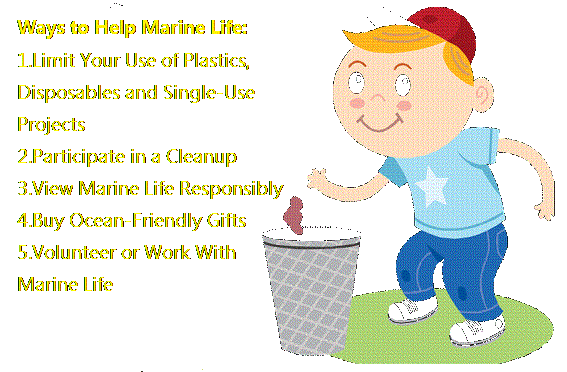 Ways to Help Marine Life:
1.Limit Your Use of Plastics,
Disposables and Single-Use
Projects
2.Participate in a Cleanup
3.View Marine Life Responsibly
4.Buy Ocean-Friendly Gifts
5.Volunteer or Work With
Marine Life